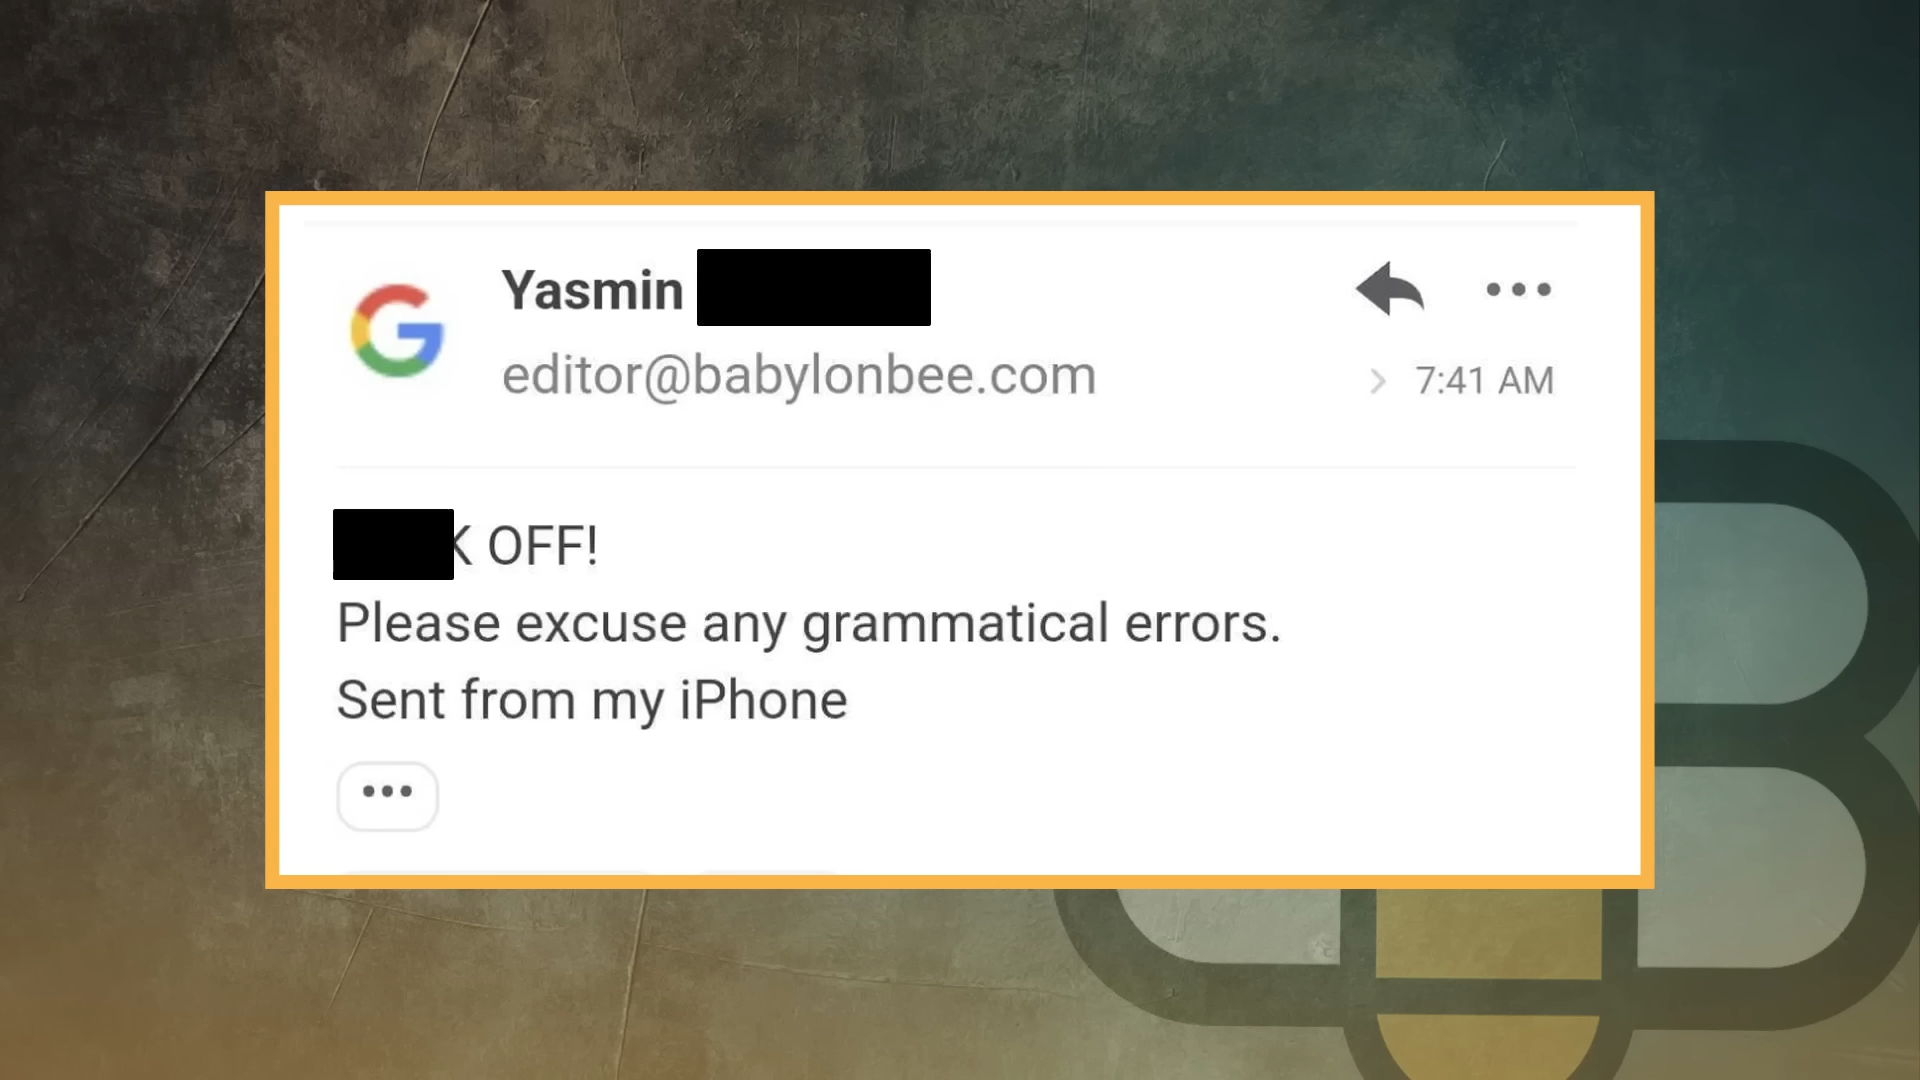 Yasmin
editor@babylonbee.com
7:41 AM
K OFF!
Please excuse any grammatical errors.
Sent from my iPhone